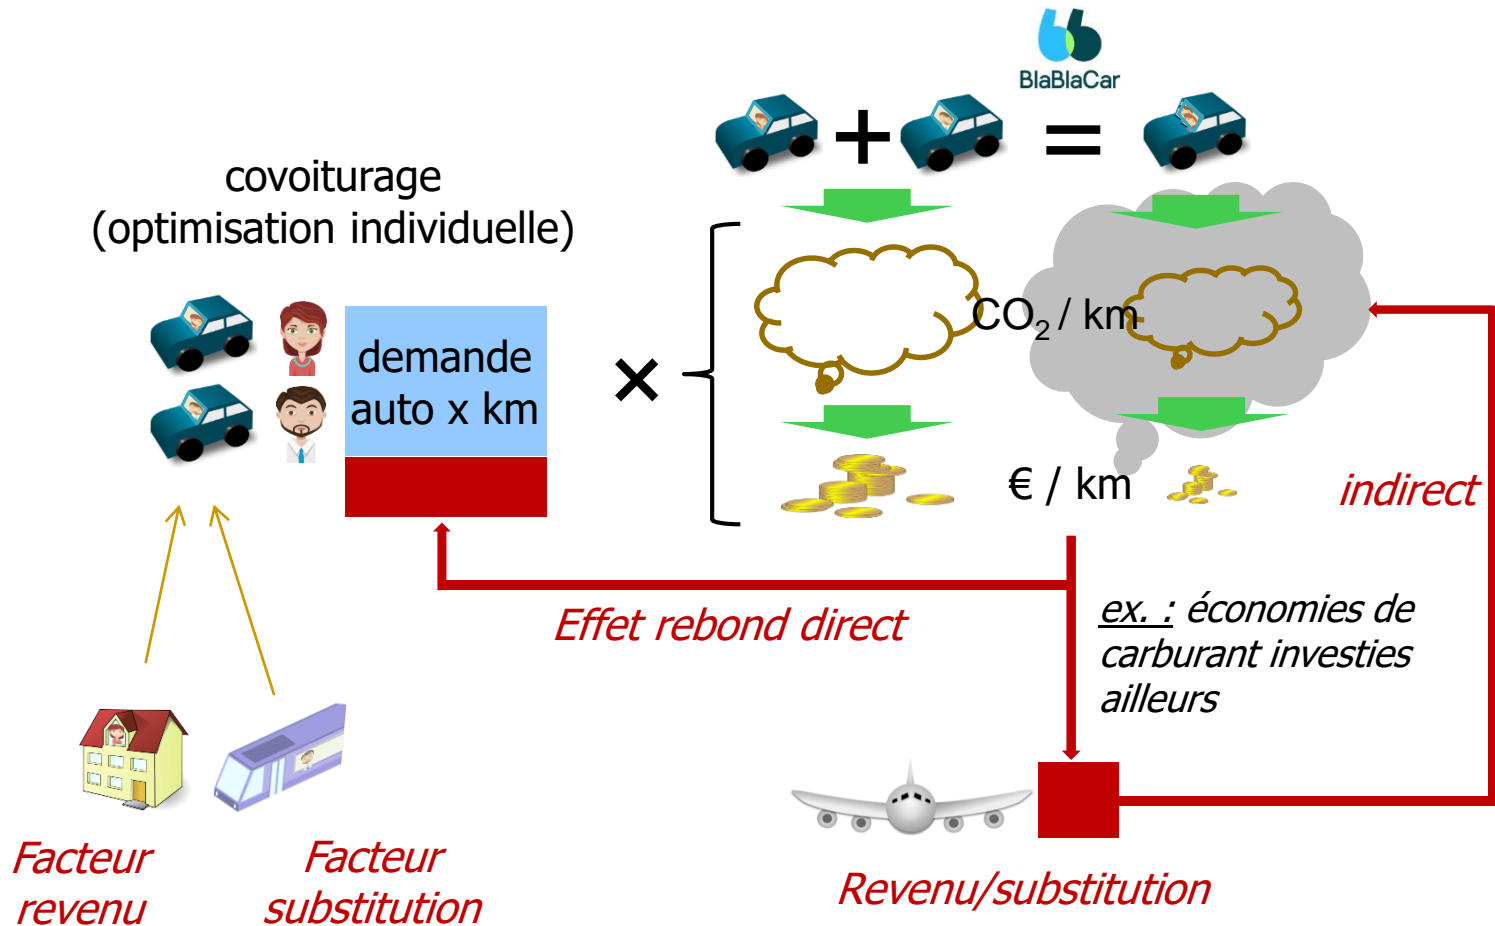 BlaBlaCar
+
=
covoiturage
(optimisation individuelle)
demande
auto x km
×
CO₂ / km
€ / km
indirect
Effet rebond direct
ex. : économies de
carburant investies
ailleurs
Facteur
revenu
Facteur
substitution
Revenu/substitution